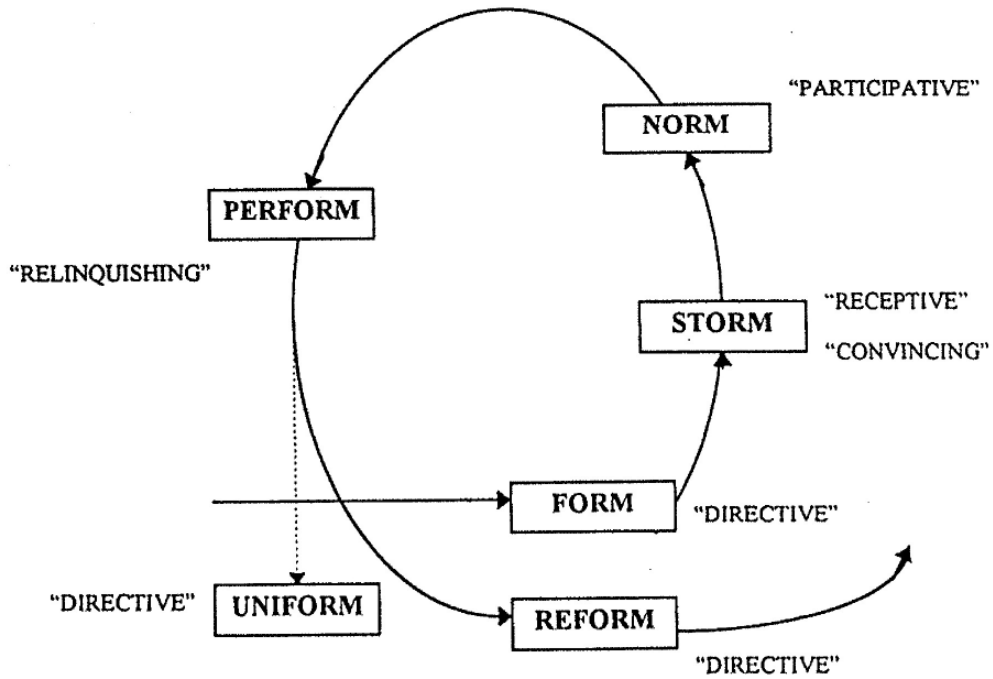 “PARTICIPATIVE”
NORM
PERFORM
“RELINQUISHING”
“RECEPTIVE”
STORM
“CONVINCING”
FORM
“DIRECTIVE”
“DIRECTIVE”
UNIFORM
REFORM
“DIRECTIVE”